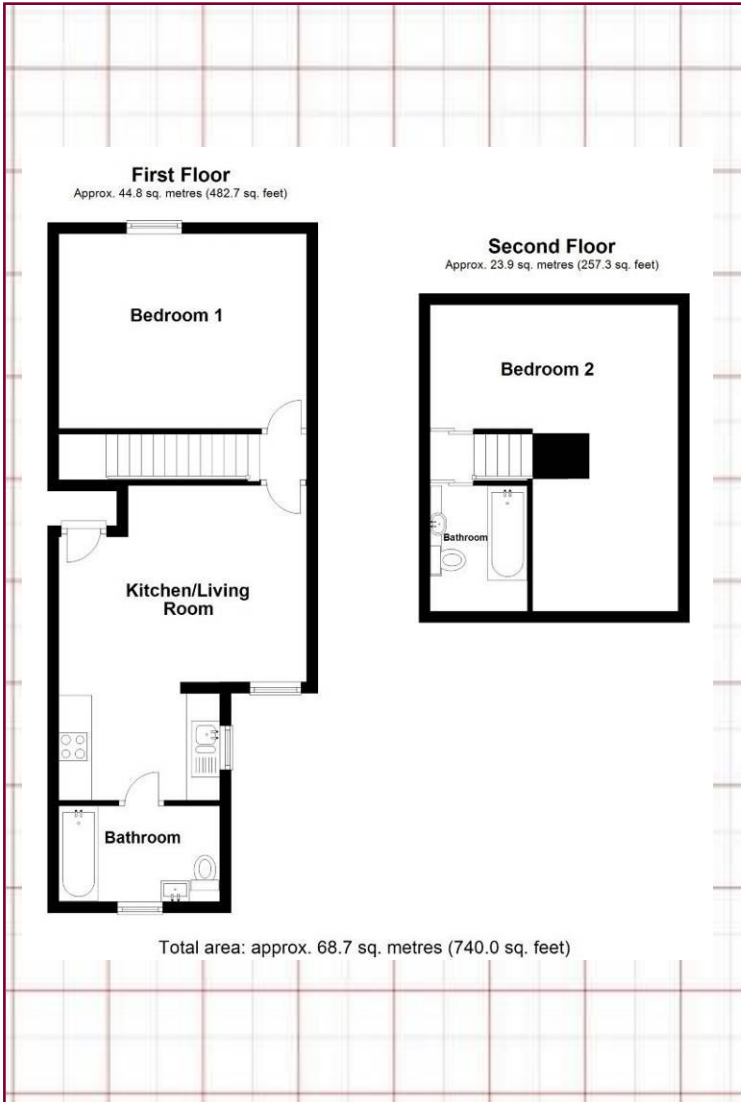 First Floor
Approx. 44.8 sq. metres (482.7 sq. feet)
Bedroom 1
Kitchen/Living
Room
Bathroom
Second Floor
Approx. 23.9 sq. metres (257.3 sq. feet)
Bedroom 2
Bathroom
Total area: approx. 68.7 sq. metres (740.0 sq. feet)